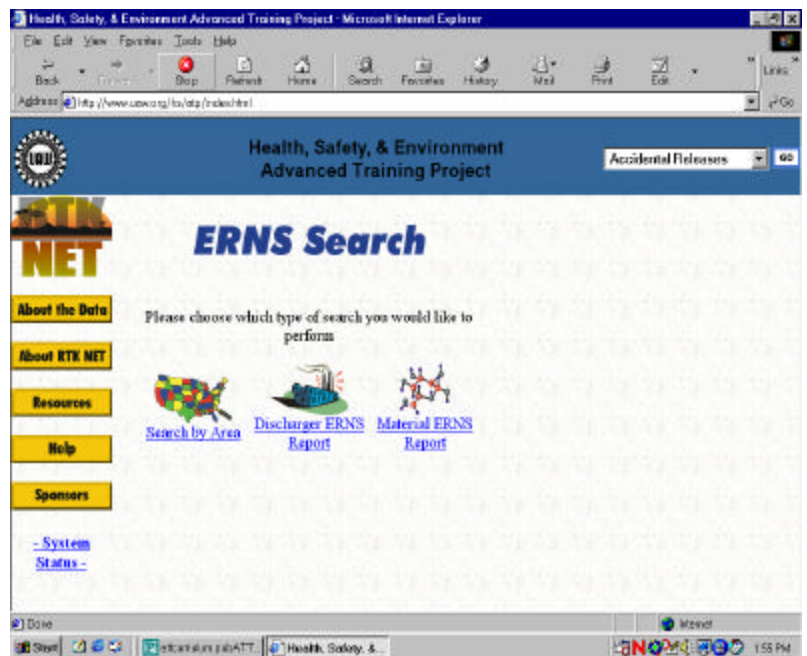 Health, Safety, & Environment Advanced Training Project - Microsoft Internet Explorer
File Edit View Favorites Tools Help
Back Stop Refresh Home Search Favorites History Mail Print Edit Links
Address Go
UAW
Health, Safety, & Environment
Advanced Training Project
Accidental Releases GO
RTK
NET
ERNS Search
About the Data
Please choose which type of search you would like to
perform
About RTK NET
Resources
Search by Area
Discharger ERNS
Report
Material ERNS
Report
Help
Sponsors
- System
Status -
Done Internet
Start Health, Safety, &... 1:55 PM